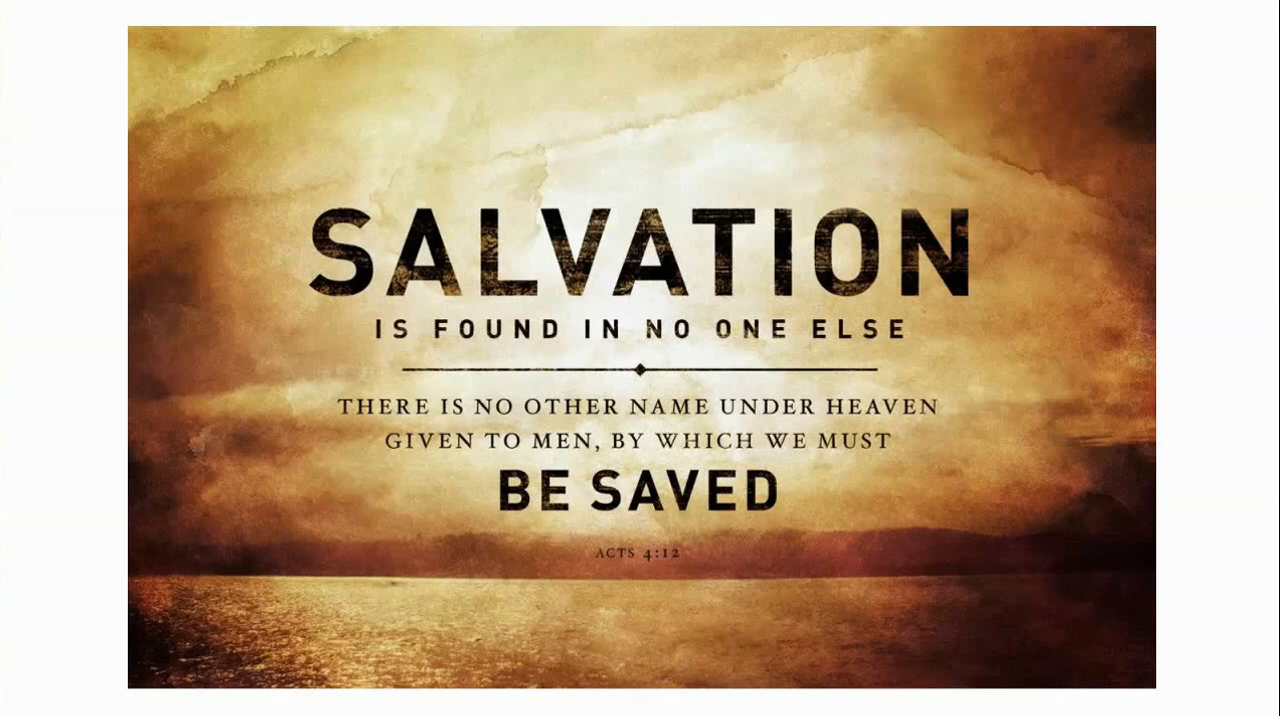 SALVATION
IS FOUND IN NO ONE ELSE
THERE IS NO OTHER NAME UNDER HEAVEN
GIVEN TO MEN, BY WHICH WE MUST
BE SAVED
ACTS 4:12